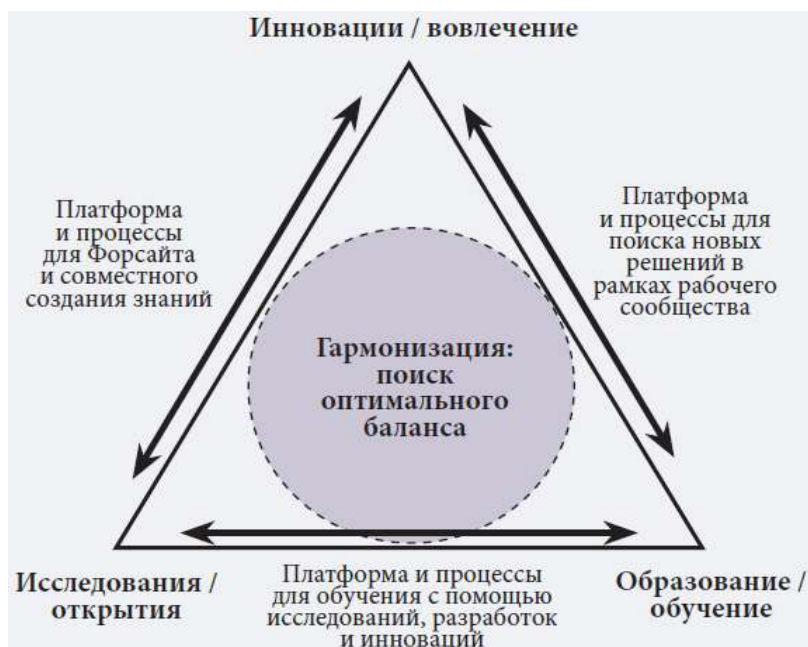 Инновации / вовлечение
Платформа
и процессы
для Форсайта
и совместного
создания знаний
Платформа
и процессы для
поиска новых
решений в
рамках рабочего
сообщества
Гармонизация:
поиск
оптимального
баланса
Исследования /
открытия
Платформа и процессы
для обучения с помощью
исследований, разработок
и инноваций
Образование /
обучение